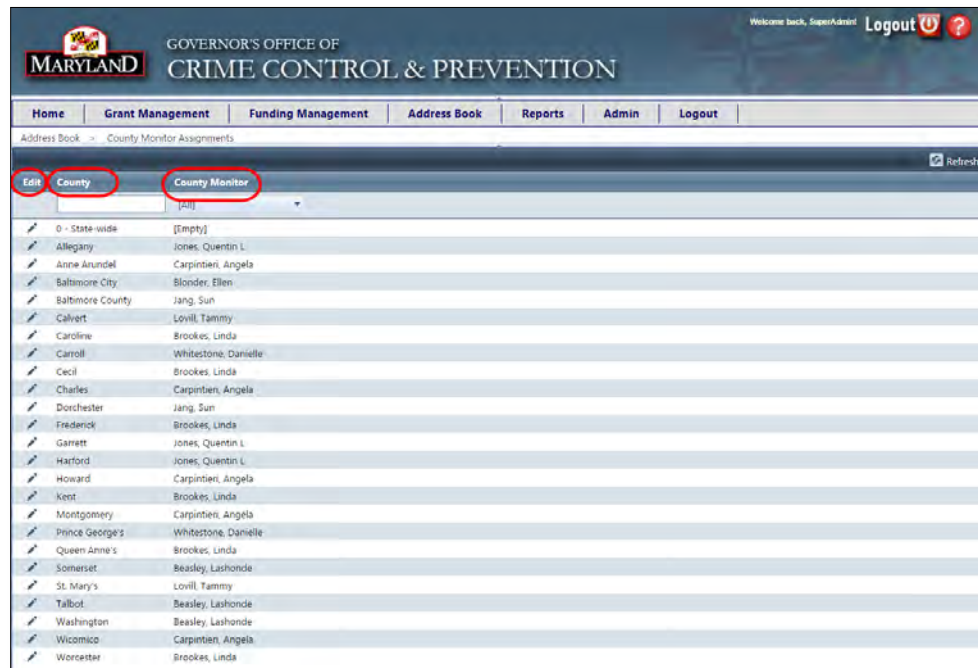 Welcome back, SuperAdmin! Logout
MARYLAND
GOVERNOR'S OFFICE OF
CRIME CONTROL & PREVENTION
Home Grant Management Funding Management Address Book Reports Admin Logout
Address Book > County Monitor Assignments
Refresh
Edit County County Monitor
[All]
0 - State-wide [Empty]
Allegany Jones, Quentin L
Anne Arundel Carpintieri, Angela
Baltimore City Blonder, Ellen
Baltimore County Jang, Sun
Calvert Lovill, Tammy
Caroline Brookes, Linda
Carroll Whitestone, Danielle
Cecil Brookes, Linda
Charles Carpintieri, Angela
Dorchester Jang, Sun
Frederick Brookes, Linda
Garrett Jones, Quentin L
Harford Jones, Quentin L
Howard Carpintieri, Angela
Kent Brookes, Linda
Montgomery Carpintieri, Angela
Prince George's Whitestone, Danielle
Queen Anne's Brookes, Linda
Somerset Beasley, Lashonde
St. Mary's Lovill, Tammy
Talbot Beasley, Lashonde
Washington Beasley, Lashonde
Wicomico Carpintieri, Angela
Worcester Brookes, Linda